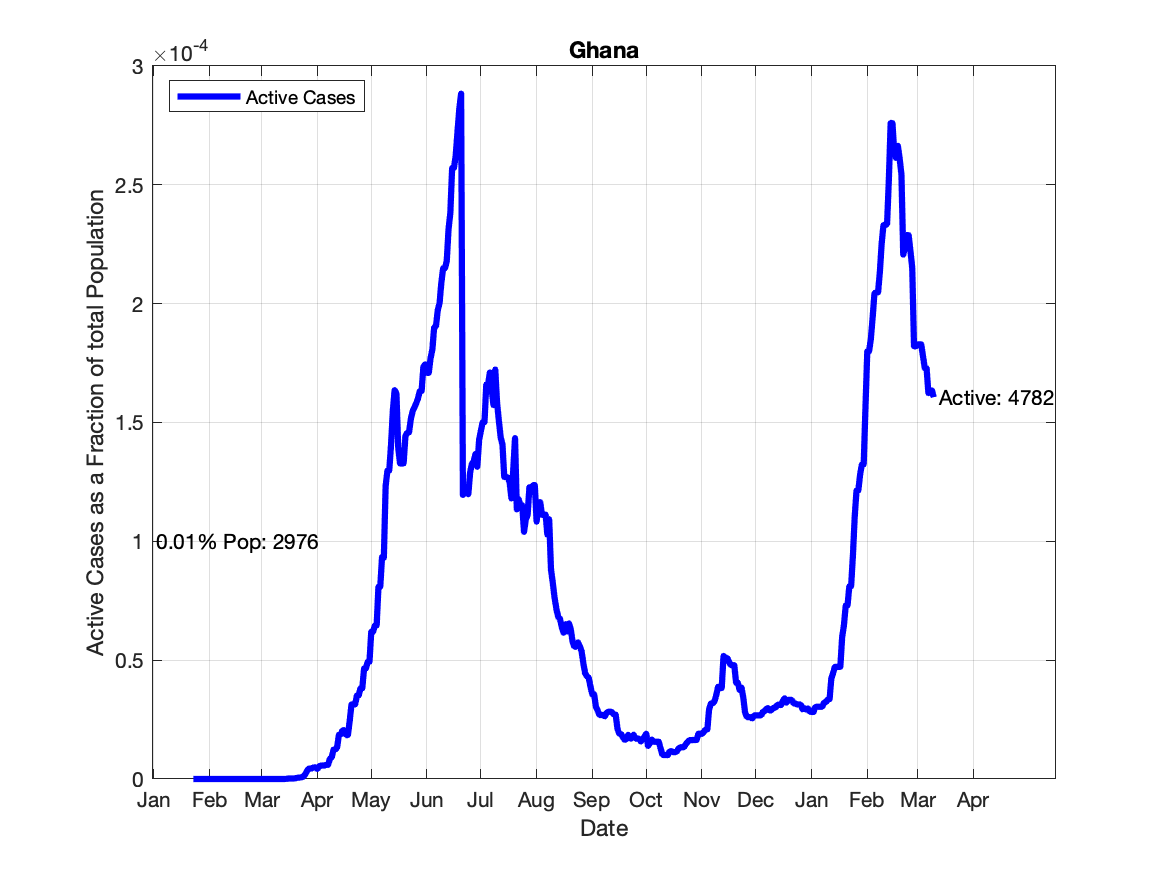 Ghana
×10-4
Active Cases
3
2.5
2
1.5
1
0.5
0
Active Cases as a Fraction of total Population
0.01% Pop: 2976
Active: 4782
Jan Feb Mar Apr May Jun Jul Aug Sep Oct Nov Dec Jan Feb Mar Apr
Date